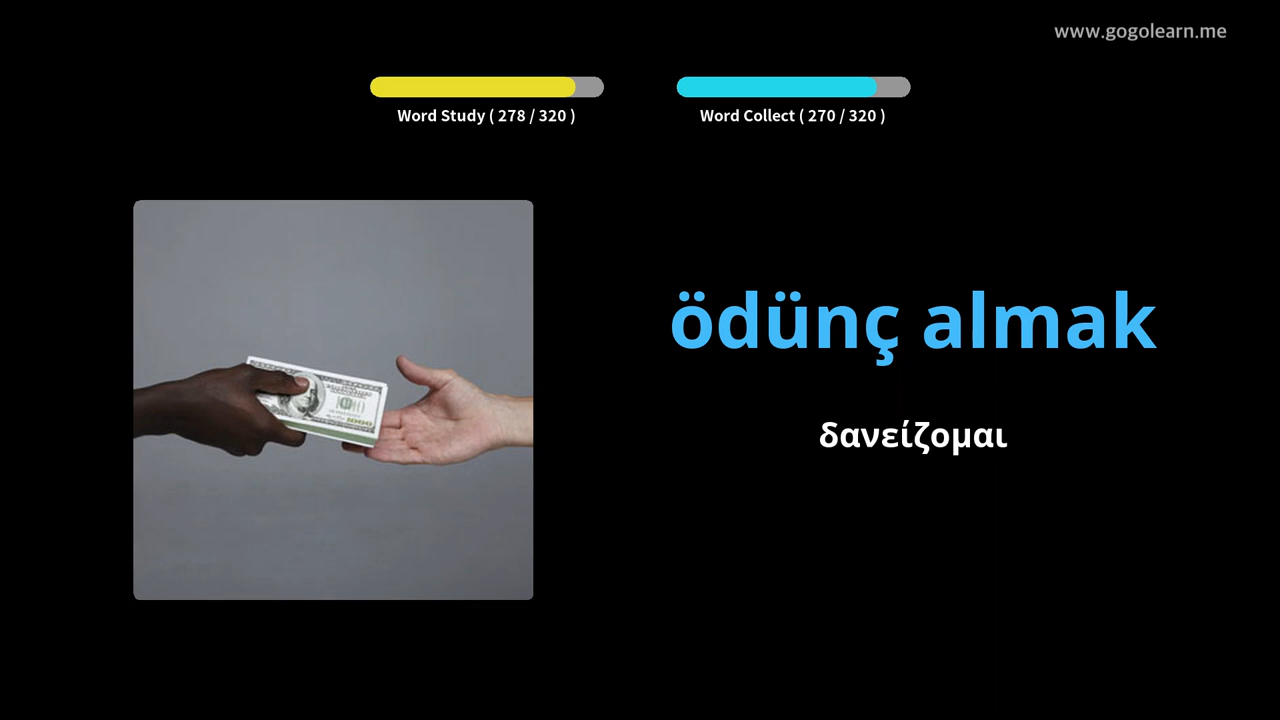 www.gogolearn.me
Word Study ( 278 / 320 )
Word Collect ( 270 / 320 )
ödünç almak
δανείζομαι